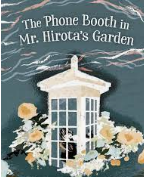 The Phone Booth in
Mr. Hirota's Garden